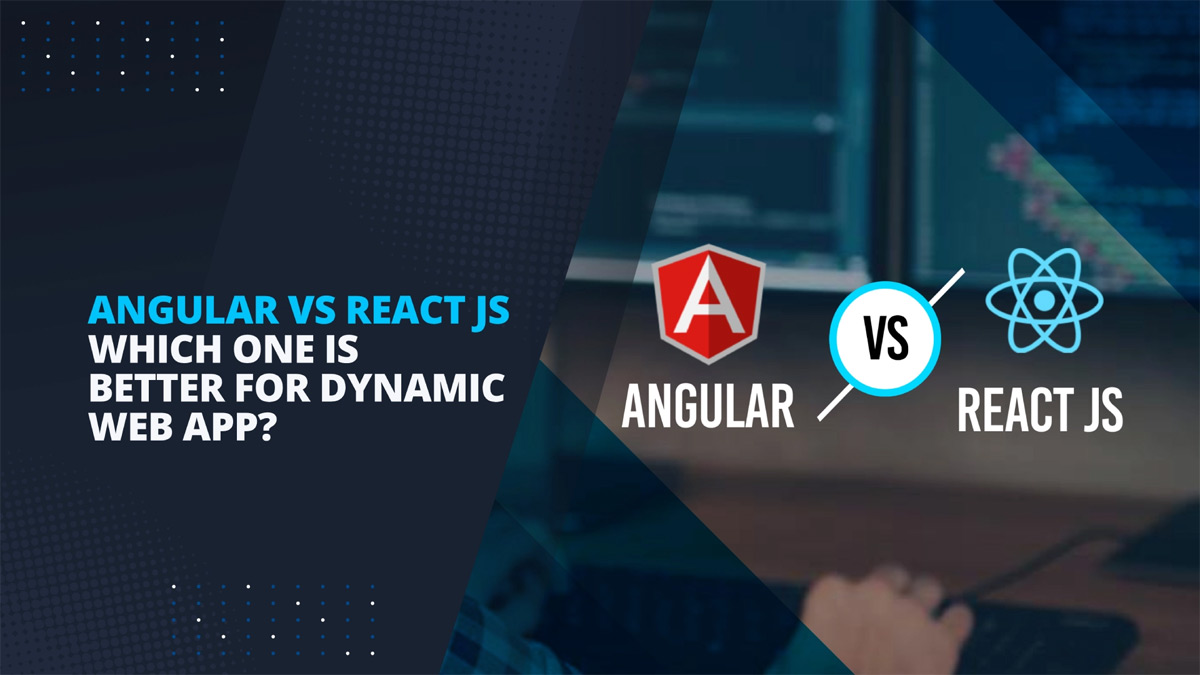 ANGULAR VS REACT JS
WHICH ONE IS
BETTER FOR DYNAMIC
WEB APP?
A
ANGULAR
VS
REACT JS